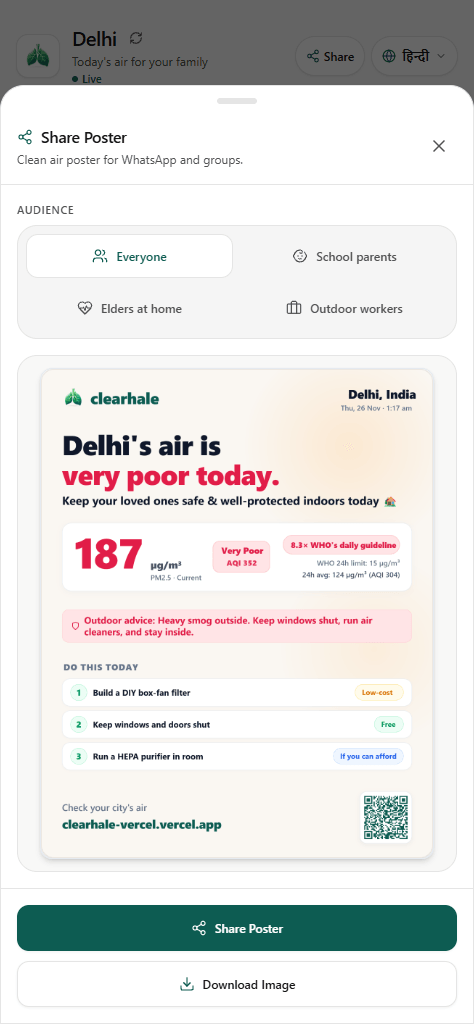 Delhi
Today's air for your family
Live
Share
हिन्दी
Share Poster
Clean air poster for WhatsApp and groups.
AUDIENCE
Everyone
School parents
Elders at home
Outdoor workers
clearhale
Delhi, India
Thu, 26 Nov · 1:17 am
Delhi's air is
very poor today.
Keep your loved ones safe & well-protected indoors today
187
µg/m³
PM2.5 · Current
Very Poor
AQI 352
8.3× WHO's daily guideline
WHO 24h limit: 15 µg/m³
24h avg: 124 µg/m³ (AQI 304)
Outdoor advice: Heavy smog outside. Keep windows shut, run air
cleaners, and stay inside.
DO THIS TODAY
1 Build a DIY box-fan filter Low-cost
2 Keep windows and doors shut Free
3 Run a HEPA purifier in room If you can afford
Check your city's air
clearhale-vercel.vercel.app
Share Poster
Download Image